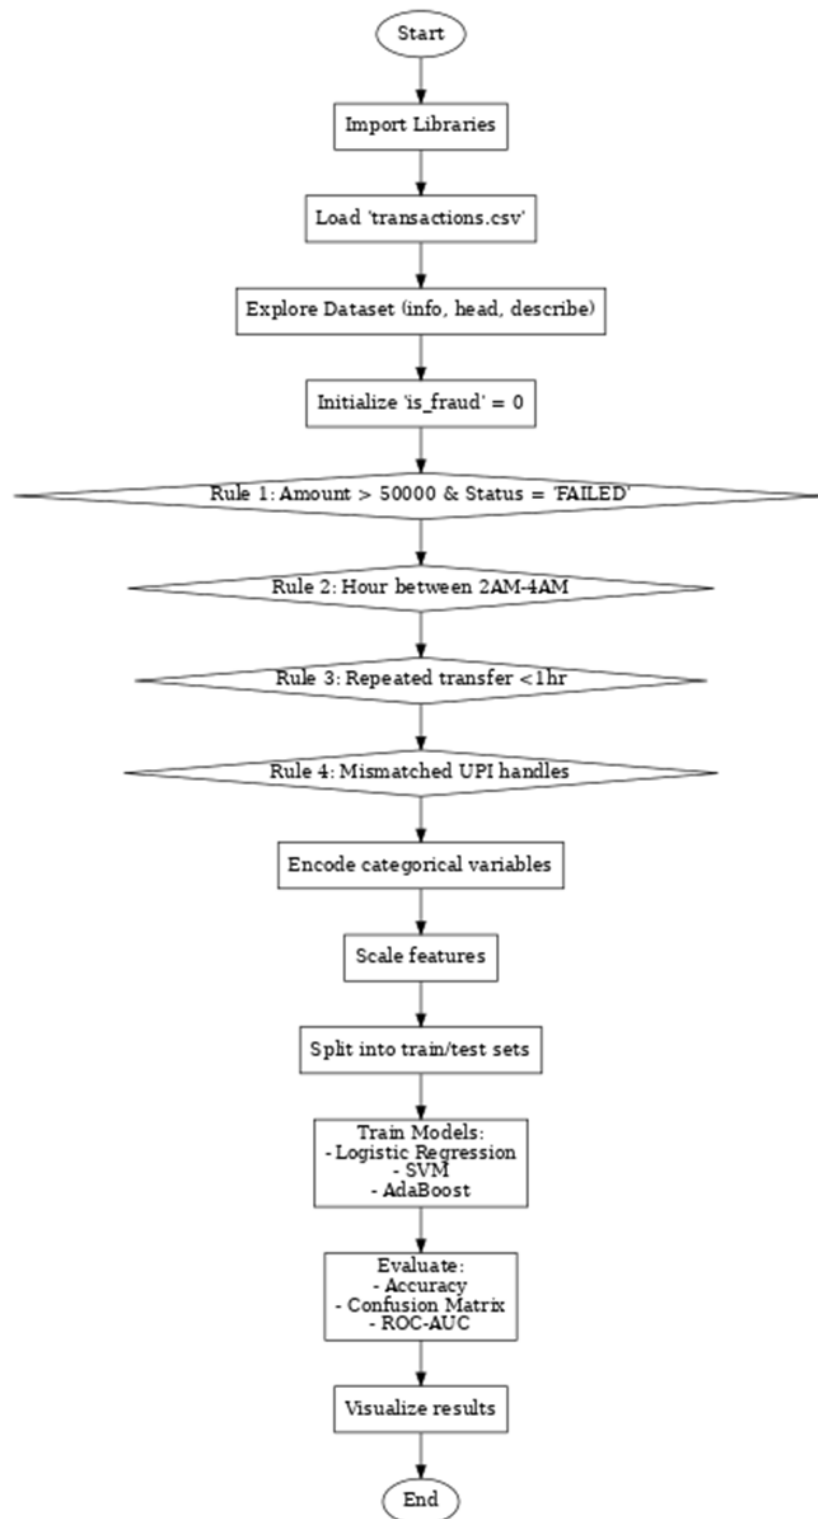 Start
Import Libraries
Load 'transactions.csv'
Explore Dataset (info, head, describe)
Initialize 'is_fraud' = 0
Rule 1: Amount > 50000 & Status = 'FAILED'
Rule 2: Hour between 2AM-4AM
Rule 3: Repeated transfer <1hr
Rule 4: Mismatched UPI handles
Encode categorical variables
Scale features
Split into train/test sets
Train Models:
- Logistic Regression
- SVM
- AdaBoost
Evaluate:
- Accuracy
- Confusion Matrix
- ROC-AUC
Visualize results
End